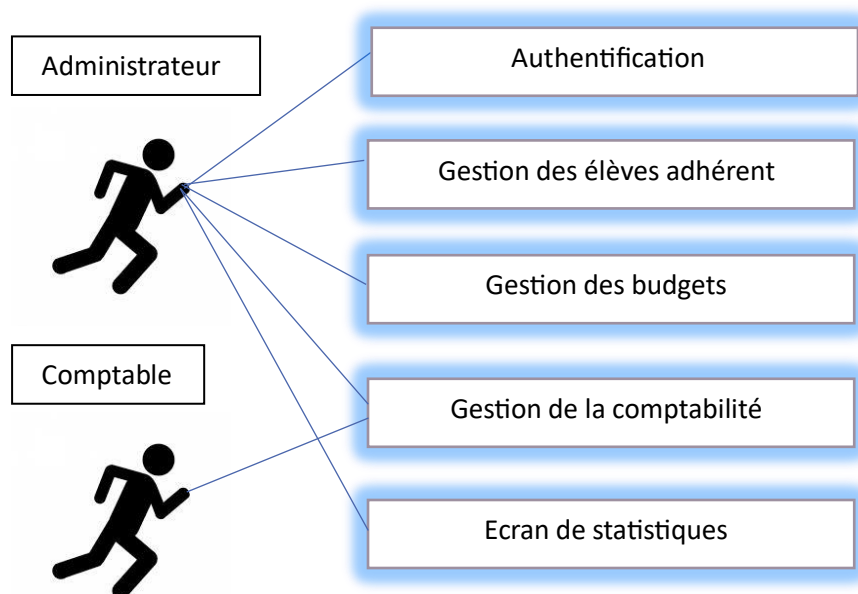 Administrateur
Authentification
Gestion des élèves adhérent
Gestion des budgets
Comptable
Gestion de la comptabilité
Ecran de statistiques